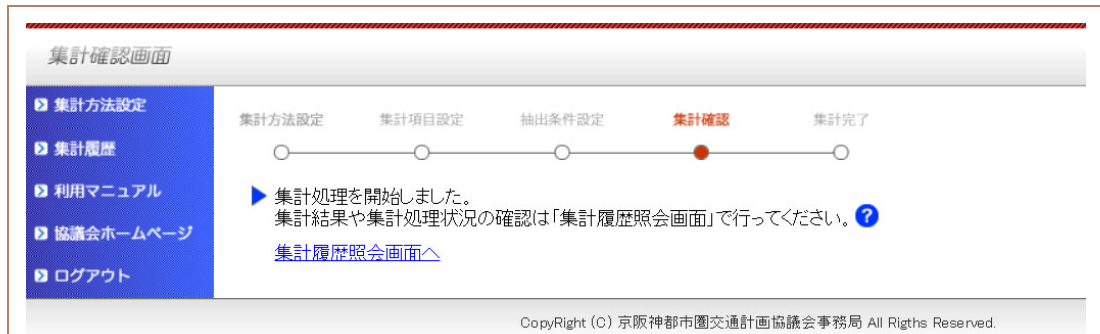 集計確認画面
集計方法設定
集計履歴
利用マニュアル
協議会ホームページ
ログアウト
集計方法設定 集計項目設定 抽出条件設定 集計確認 集計完了
集計処理を開始しました。
集計結果や集計処理状況の確認は「集計履歴照会画面」で行ってください。?
集計履歴照会画面へ
CopyRight (C) 京阪神都市圏交通計画協議会事務局 All Rigths Reserved.